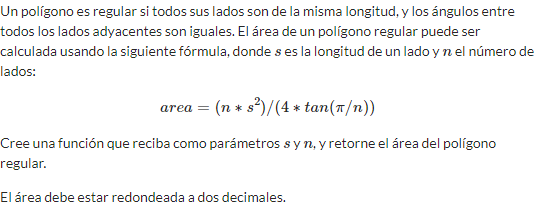 Un polígono es regular si todos sus lados son de la misma longitud, y los ángulos entre
todos los lados adyacentes son iguales. El área de un polígono regular puede ser
calculada usando la siguiente fórmula, donde s es la longitud de un lado y n el número de
lados:
area = (n * s²)/(4 * tan(π/n))
Cree una función que reciba como parámetros s y n, y retorne el área del polígono
regular.
El área debe estar redondeada a dos decimales.